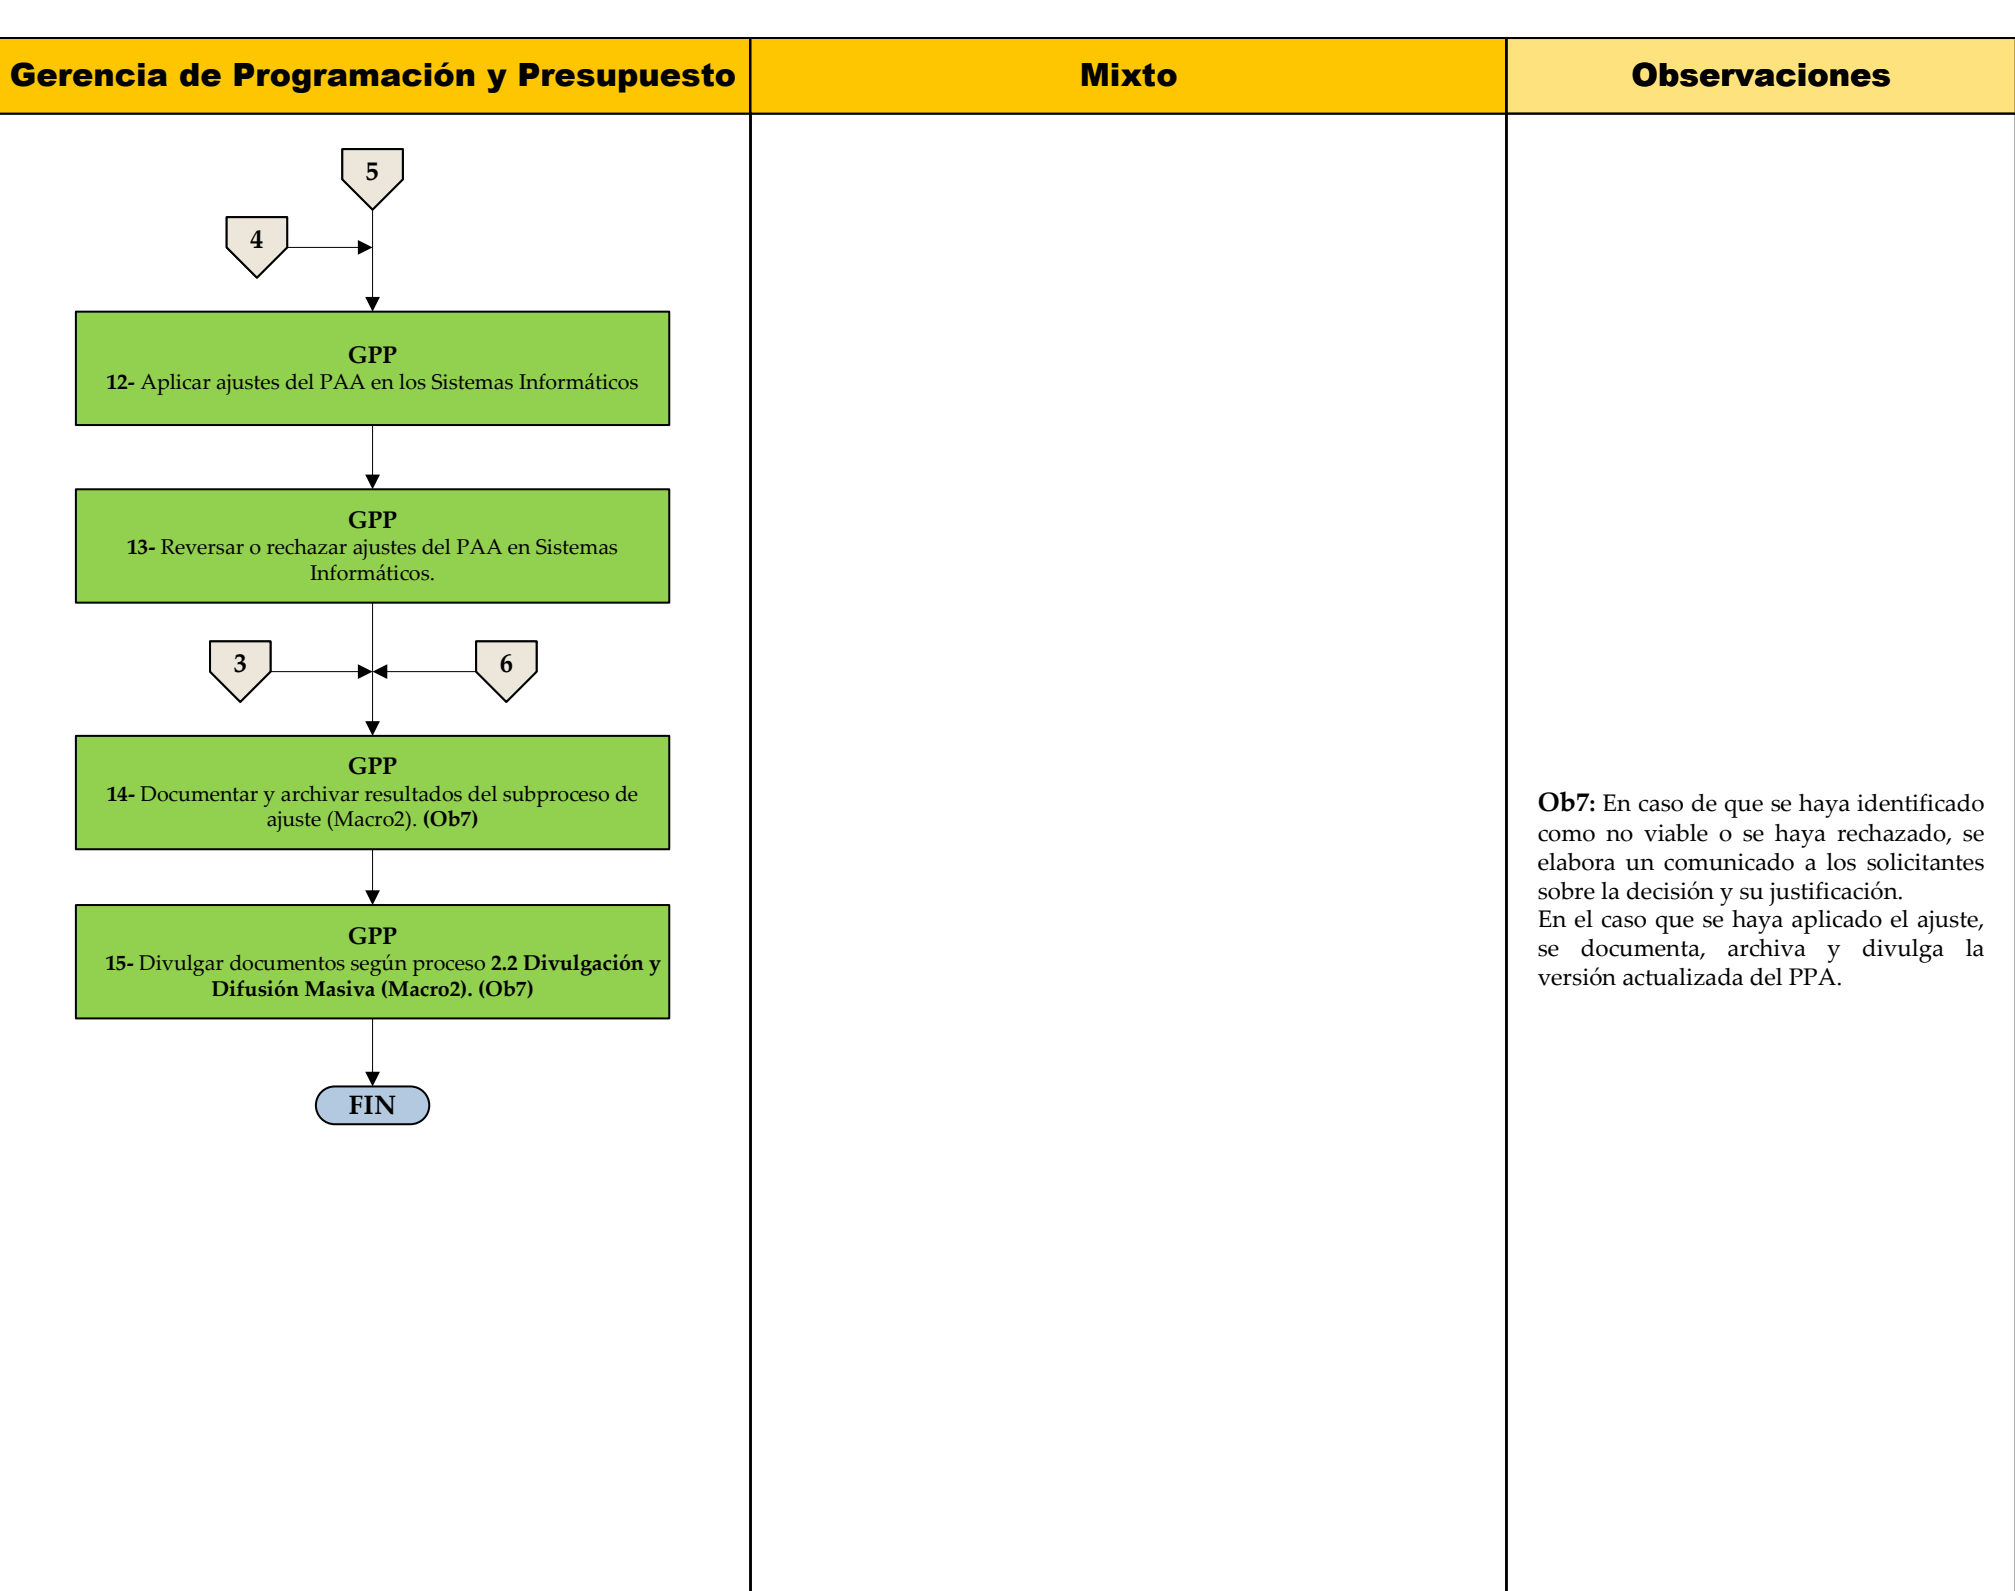 Gerencia de Programación y Presupuesto
Mixto
Observaciones
5
4
GPP
12- Aplicar ajustes del PAA en los Sistemas Informáticos
GPP
13- Reversar o rechazar ajustes del PAA en Sistemas
Informáticos.
3
6
GPP
14- Documentar y archivar resultados del subproceso de
ajuste (Macro2). (Ob7)
GPP
15- Divulgar documentos según proceso 2.2 Divulgación y
Difusión Masiva (Macro2). (Ob7)
FIN
Ob7: En caso de que se haya identificado
como no viable o se haya rechazado, se
elabora un comunicado a los solicitantes
sobre la decisión y su justificación.
En el caso que se haya aplicado el ajuste,
se documenta, archiva y divulga la
versión actualizada del PPA.